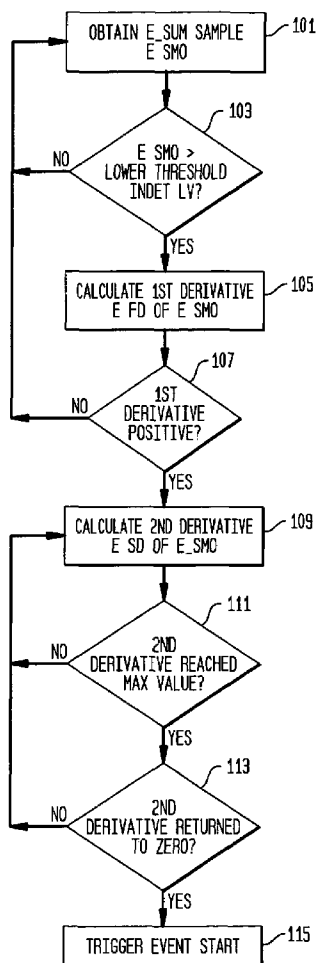 OBTAIN E_SUM SAMPLE
E SMO
101
103
E SMO >
LOWER THRESHOLD
INDET LV?
NO
YES
CALCULATE 1ST DERIVATIVE
E FD OF E SMO
105
107
1ST
DERIVATIVE
POSITIVE?
NO
YES
CALCULATE 2ND DERIVATIVE
E SD OF E_SMO
109
111
2ND
DERIVATIVE REACHED
MAX VALUE?
NO
YES
113
2ND
DERIVATIVE RETURNED
TO ZERO?
NO
YES
TRIGGER EVENT START
115